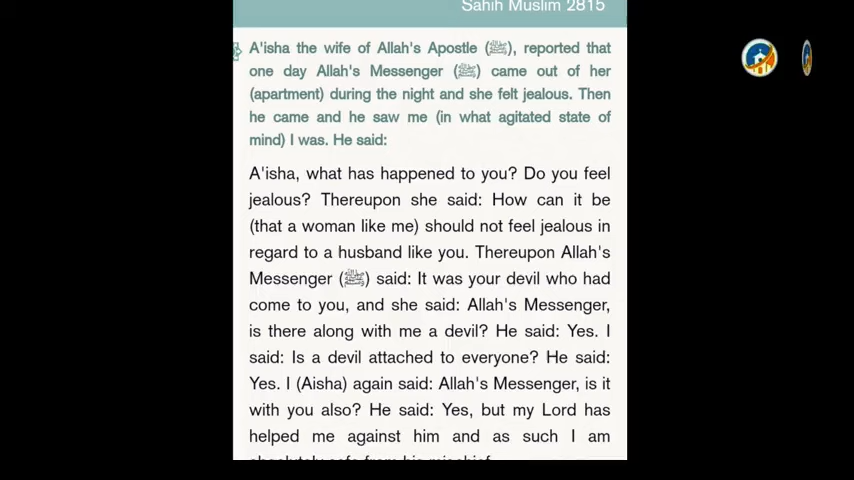 Sahih Muslim 2815
A'isha the wife of Allah's Apostle (ﷺ), reported that
one day Allah's Messenger (ﷺ) came out of her
(apartment) during the night and she felt jealous. Then
he came and he saw me (in what agitated state of
mind) I was. He said:
A'isha, what has happened to you? Do you feel
jealous? Thereupon she said: How can it be
(that a woman like me) should not feel jealous in
regard to a husband like you. Thereupon Allah's
Messenger (ﷺ) said: It was your devil who had
come to you, and she said: Allah's Messenger,
is there along with me a devil? He said: Yes. I
said: Is a devil attached to everyone? He said:
Yes. I (Aisha) again said: Allah's Messenger, is it
with you also? He said: Yes, but my Lord has
helped me against him and as such I am
absolutely safe from his mischief.